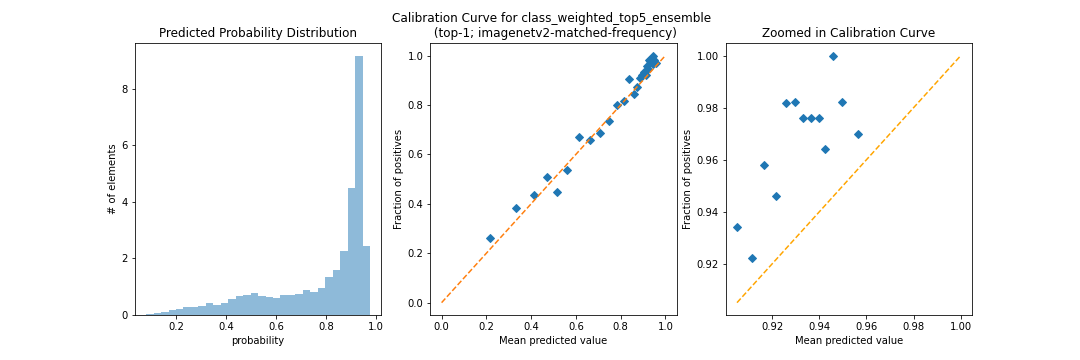 Predicted Probability Distribution
# of elements
8
6
4
2
0
0.2 0.4 0.6 0.8 1.0
probability
Calibration Curve for class_weighted_top5_ensemble
(top-1; imagenetv2-matched-frequency)
Fraction of positives
1.0
0.8
0.6
0.4
0.2
0.0
0.0 0.2 0.4 0.6 0.8 1.0
Mean predicted value
Zoomed in Calibration Curve
Fraction of positives
1.00
0.98
0.96
0.94
0.92
0.92 0.94 0.96 0.98 1.00
Mean predicted value